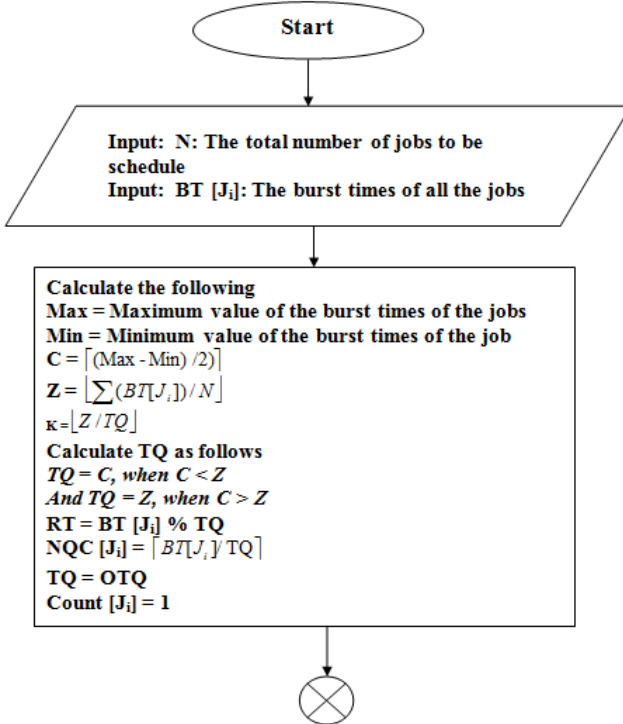 Start
Input: N: The total number of jobs to be
schedule
Input: BT [Jᵢ]: The burst times of all the jobs
Calculate the following
Max = Maximum value of the burst times of the jobs
Min = Minimum value of the burst times of the job
C = ⌈(Max - Min) /2)⌉
Z = ⌊∑(BT[Jᵢ])/ N⌋
K=⌊Z /TQ⌋
Calculate TQ as follows
TQ = C, when C < Z
And TQ = Z, when C > Z
RT = BT [Jᵢ] % TQ
NQC [Jᵢ] = ⌈BT[Jᵢ]/ TQ⌉
TQ = OTQ
Count [Jᵢ] = 1